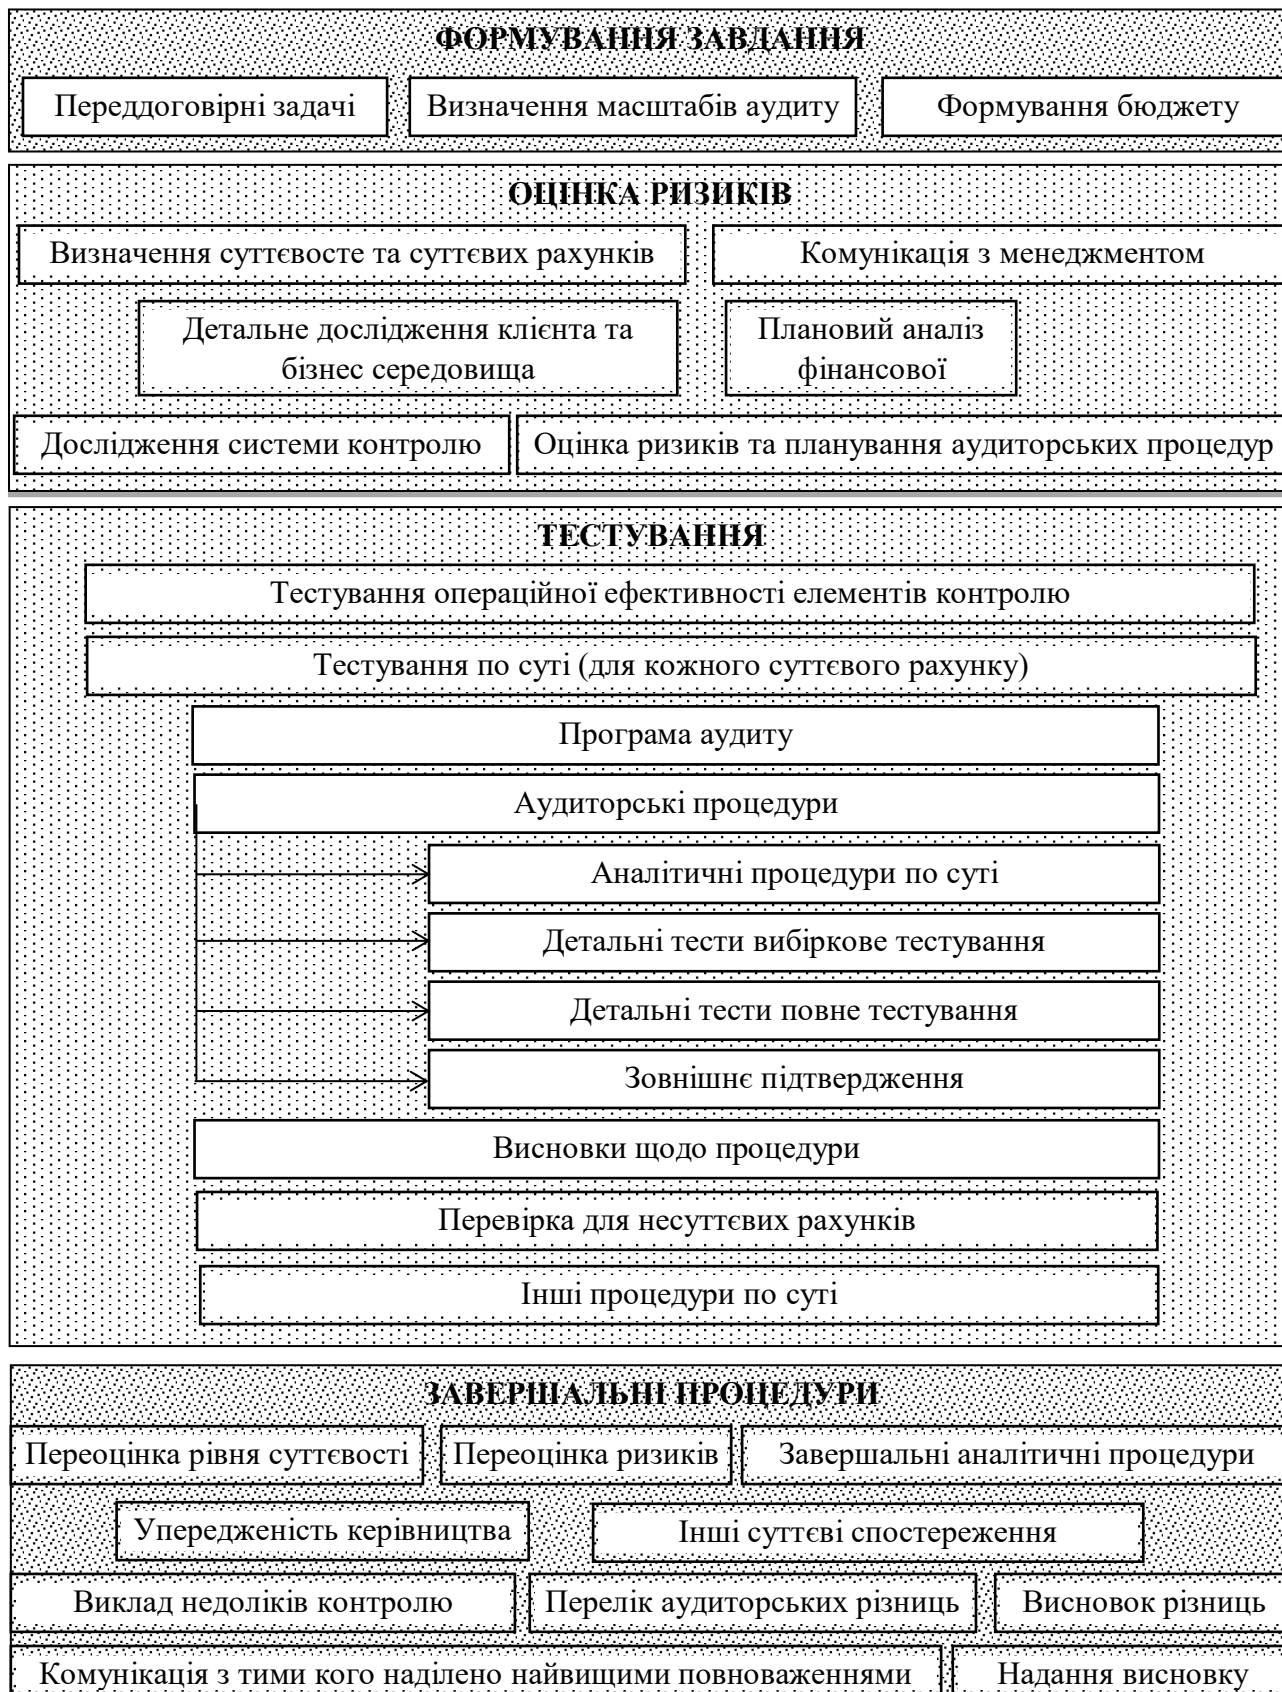 ФОРМУВАННЯ ЗАВДАННЯ
Переддоговірні задачі
Визначення масштабів аудиту
Формування бюджету
ОЦІНКА РИЗИКІВ
Визначення суттєвосте та суттєвих рахунків
Комунікація з менеджментом
Детальне дослідження клієнта та
бізнес середовища
Плановий аналіз
фінансової
Дослідження системи контролю
Оцінка ризиків та планування аудиторських процедур
ТЕСТУВАННЯ
Тестування операційної ефективності елементів контролю
Тестування по суті (для кожного суттєвого рахунку)
Програма аудиту
Аудиторські процедури
Аналітичні процедури по суті
Детальні тести вибіркове тестування
Детальні тести повне тестування
Зовнішнє підтвердження
Висновки щодо процедури
Перевірка для несуттєвих рахунків
Інші процедури по суті
ЗАВЕРШАЛЬНІ ПРОЦЕДУРИ
Переоцінка рівня суттєвості
Переоцінка ризиків
Завершальні аналітичні процедури
Упередженість керівництва
Інші суттєві спостереження
Виклад недоліків контролю
Перелік аудиторських різниць
Висновок різниць
Комунікація з тими кого наділено найвищими повноваженнями
Надання висновку